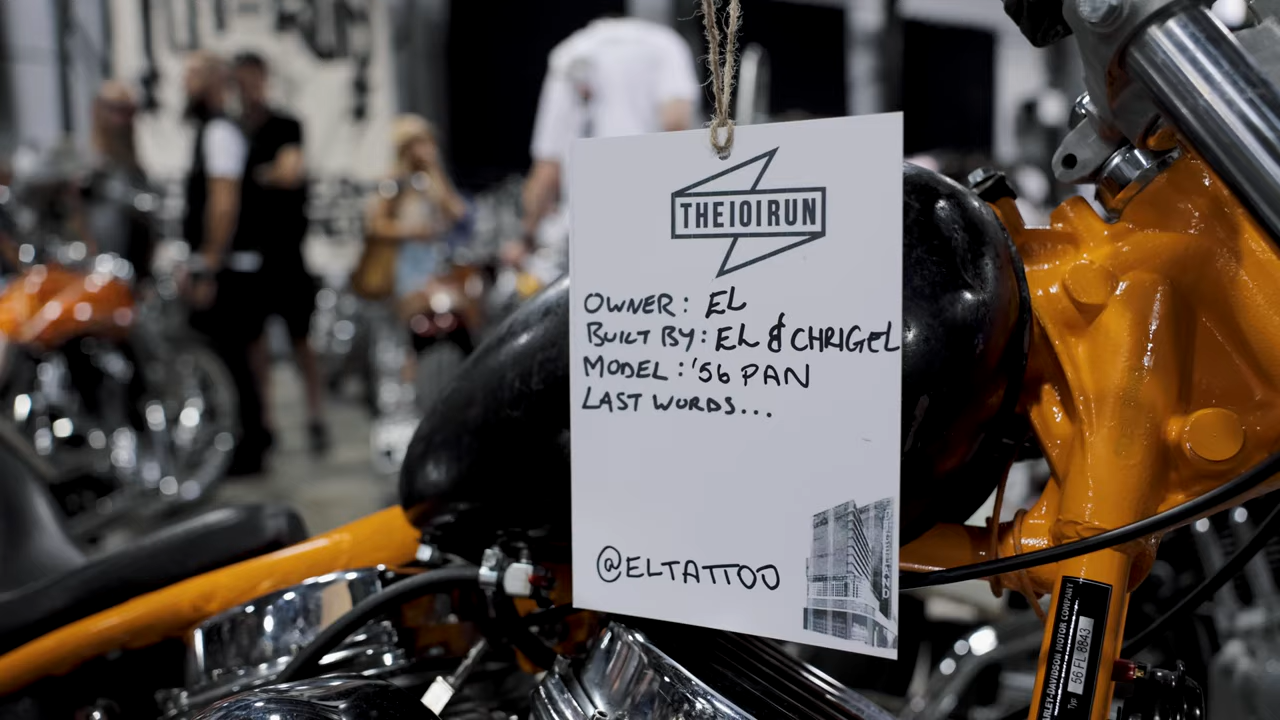 THE101RUN
OWNER: EL
BUILT BY: EL & CHRIGEL
MODEL: '56 PAN
LAST WORDS...
@ELTATTOO
HARLEY-DAVIDSON MOTOR COMPANY
Typ 56 FL 8843